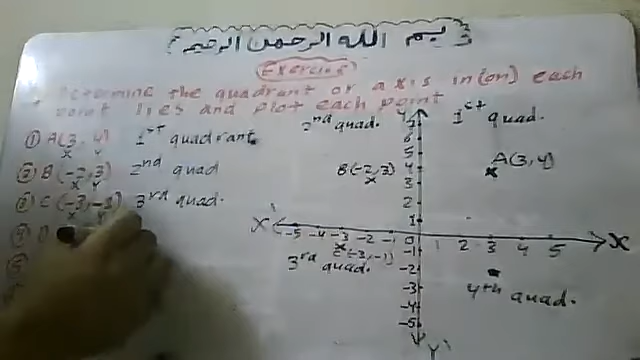 بسم الله الرحمن الرحيم
Exercises
Determine the quadrant or axis in (on) each
point lies and plot each point
① A(3, 4) 1st quadrant.
x y
② B(-2, 3) 2nd quad
x y
③ C(-3, -1) 3rd quad.
x y
2nd quad. 1st quad.
B(-2, 3) A(3, 4)
C(-3, -1)
3rd quad. 4th quad.
X' -5 -4 -3 -2 -1 0 1 2 3 4 5 X
Y 5 4 3 2 1
-1 -2 -3 -4 -5 Y'